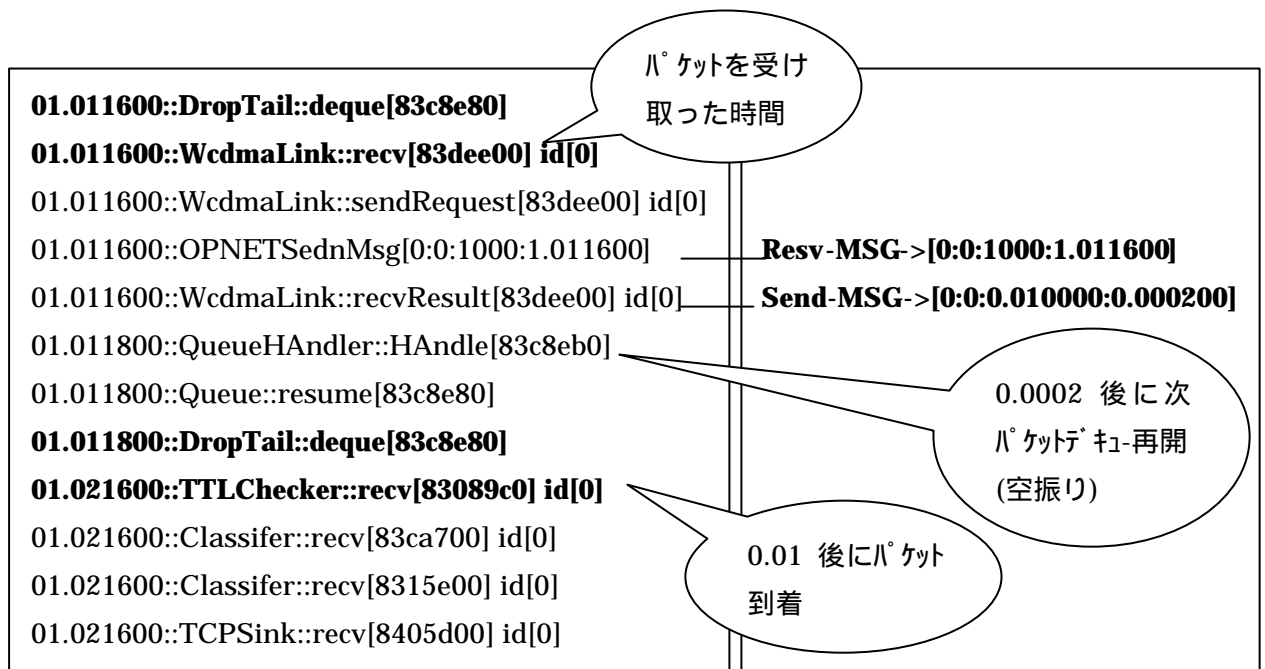 パケットを受け
取った時間
01.011600::DropTail::deque[83c8e80]
01.011600::WcdmaLink::recv[83dee00] id[0]
01.011600::WcdmaLink::sendRequest[83dee00] id[0]
01.011600::OPNETSednMsg[0:0:1000:1.011600] Resv-MSG->[0:0:1000:1.011600]
01.011600::WcdmaLink::recvResult[83dee00] id[0] Send-MSG->[0:0:0.010000:0.000200]
01.011800::QueueHAndler::HAndle[83c8eb0]
01.011800::Queue::resume[83c8e80]
01.011800::DropTail::deque[83c8e80]
01.021600::TTLChecker::recv[83089c0] id[0]
01.021600::Classifer::recv[83ca700] id[0]
01.021600::Classifer::recv[8315e00] id[0]
01.021600::TCPSink::recv[8405d00] id[0]
0.0002 後に次
パケットデキュー再開
(空振り)
0.01 後にパケット
到着